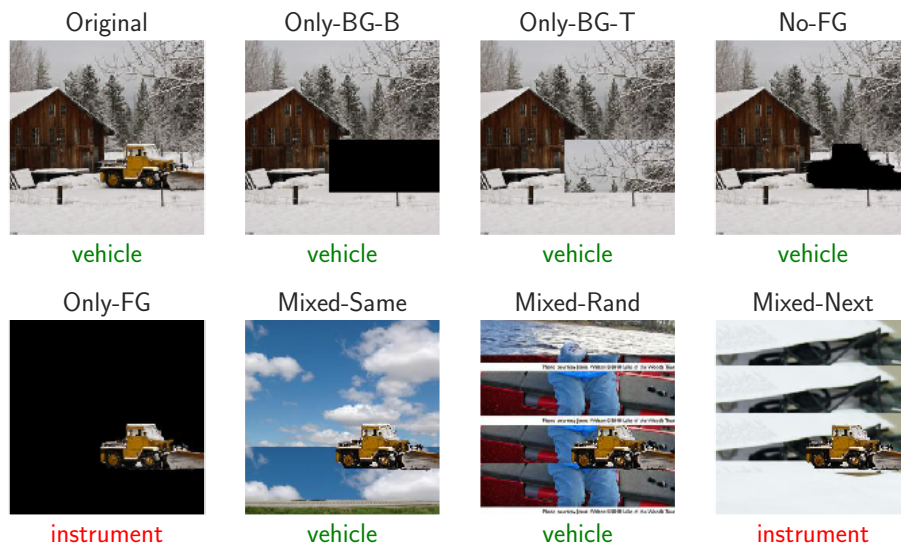 Original
Only-BG-B
Only-BG-T
No-FG
vehicle
vehicle
vehicle
vehicle
Only-FG
Mixed-Same
Mixed-Rand
Mixed-Next
instrument
vehicle
vehicle
instrument